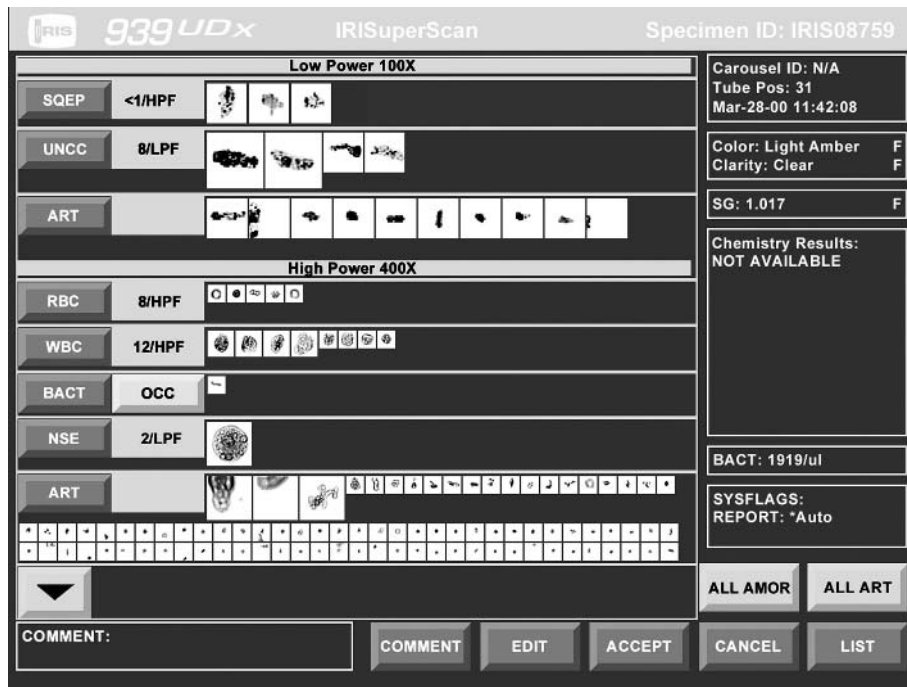 IRIS 939 UDx IRISuperScan Specimen ID: IRIS08759
Low Power 100X
SQEP <1/HPF
UNCC 8/LPF
ART
High Power 400X
RBC 8/HPF
WBC 12/HPF
BACT OCC
NSE 2/LPF
ART
Carousel ID: N/A
Tube Pos: 31
Mar-28-00 11:42:08
Color: Light Amber F
Clarity: Clear F
SG: 1.017 F
Chemistry Results:
NOT AVAILABLE
BACT: 1919/ul
SYSFLAGS:
REPORT: *Auto
ALL AMOR ALL ART
COMMENT:
COMMENT EDIT ACCEPT CANCEL LIST